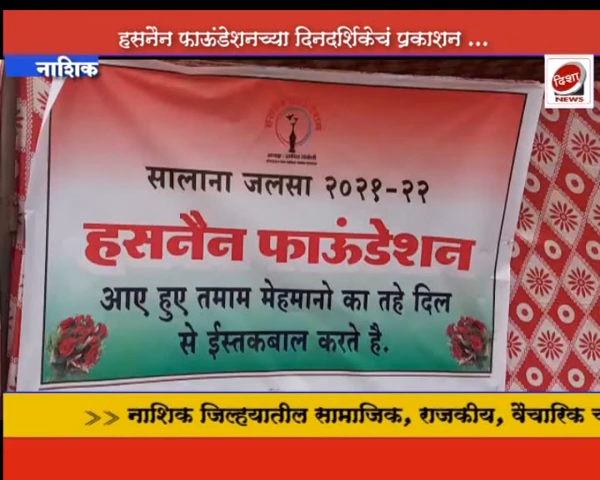 हसनैन फाऊंडेशनच्या दिनदर्शिकेचं प्रकाशन ...
नाशिक
दिशा
NEWS
सालाना जलसा २०२१-२२
हसनैन फाऊंडेशन
आए हुए तमाम मेहमानो का तहे दिल
से ईस्तकबाल करते है.
>> नाशिक जिल्हयातील सामाजिक, राजकीय, वैचारिक